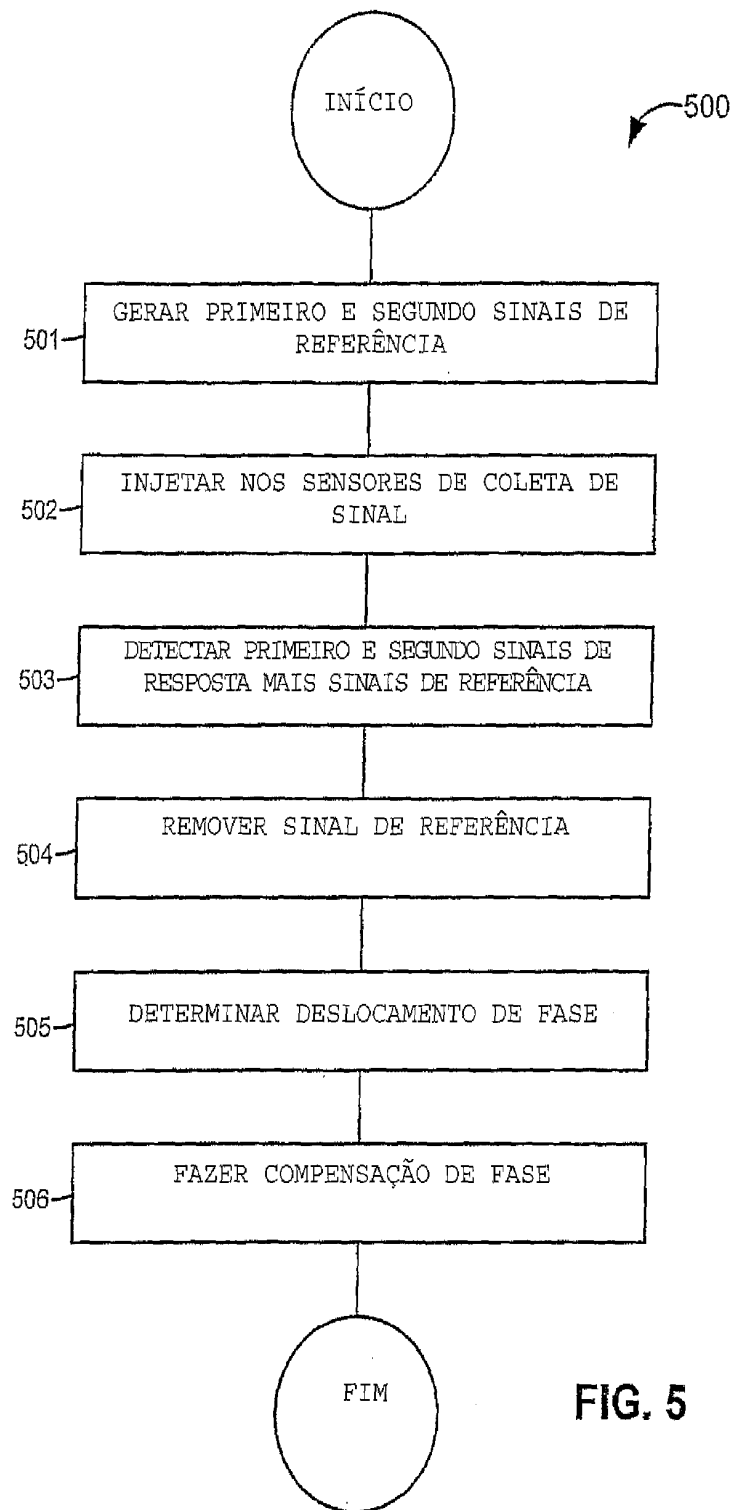 INÍCIO
500
501
GERAR PRIMEIRO E SEGUNDO SINAIS DE
REFERÊNCIA
502
INJETAR NOS SENSORES DE COLETA DE
SINAL
503
DETECTAR PRIMEIRO E SEGUNDO SINAIS DE
RESPOSTA MAIS SINAIS DE REFERÊNCIA
504
REMOVER SINAL DE REFERÊNCIA
505
DETERMINAR DESLOCAMENTO DE FASE
506
FAZER COMPENSAÇÃO DE FASE
FIM
FIG. 5